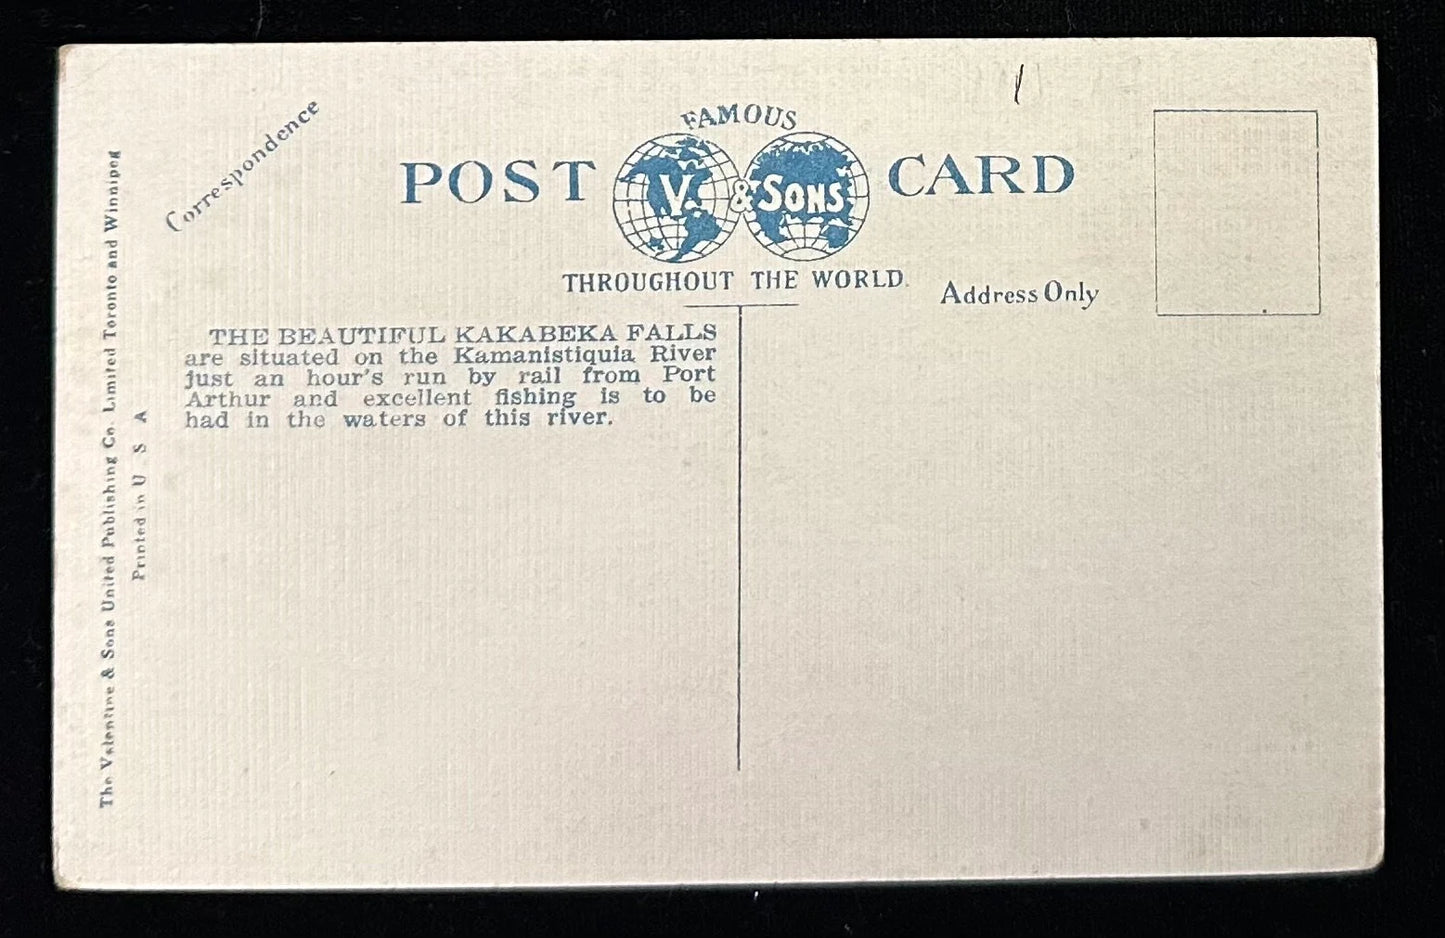 Correspondence
FAMOUS
POST V. & SONS CARD
THROUGHOUT THE WORLD.
Address Only
THE BEAUTIFUL KAKABEKA FALLS
are situated on the Kamanistiquia River
just an hour's run by rail from Port
Arthur and excellent fishing is to be
had in the waters of this river.
The Valentine & Sons United Publishing Co. Limited Toronto and Winnipeg
Printed in U S A